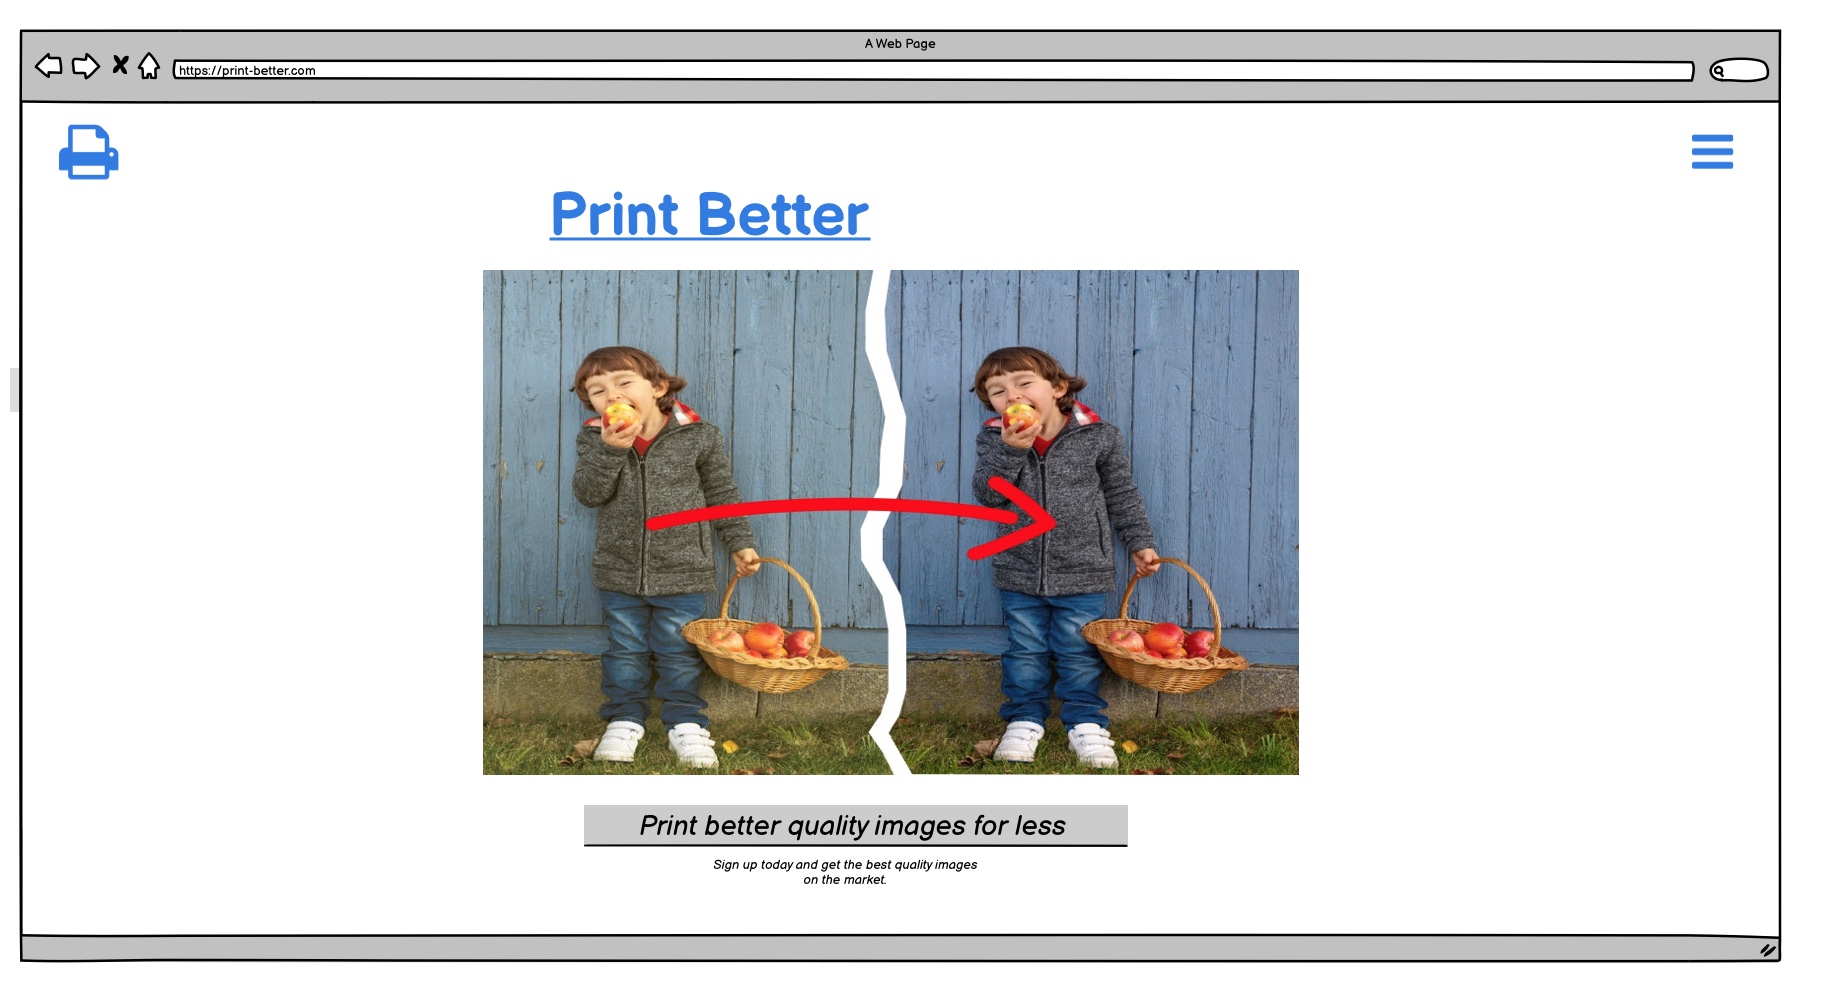 A Web Page
https://print-better.com
Print Better
Print better quality images for less
Sign up today and get the best quality images
on the market.